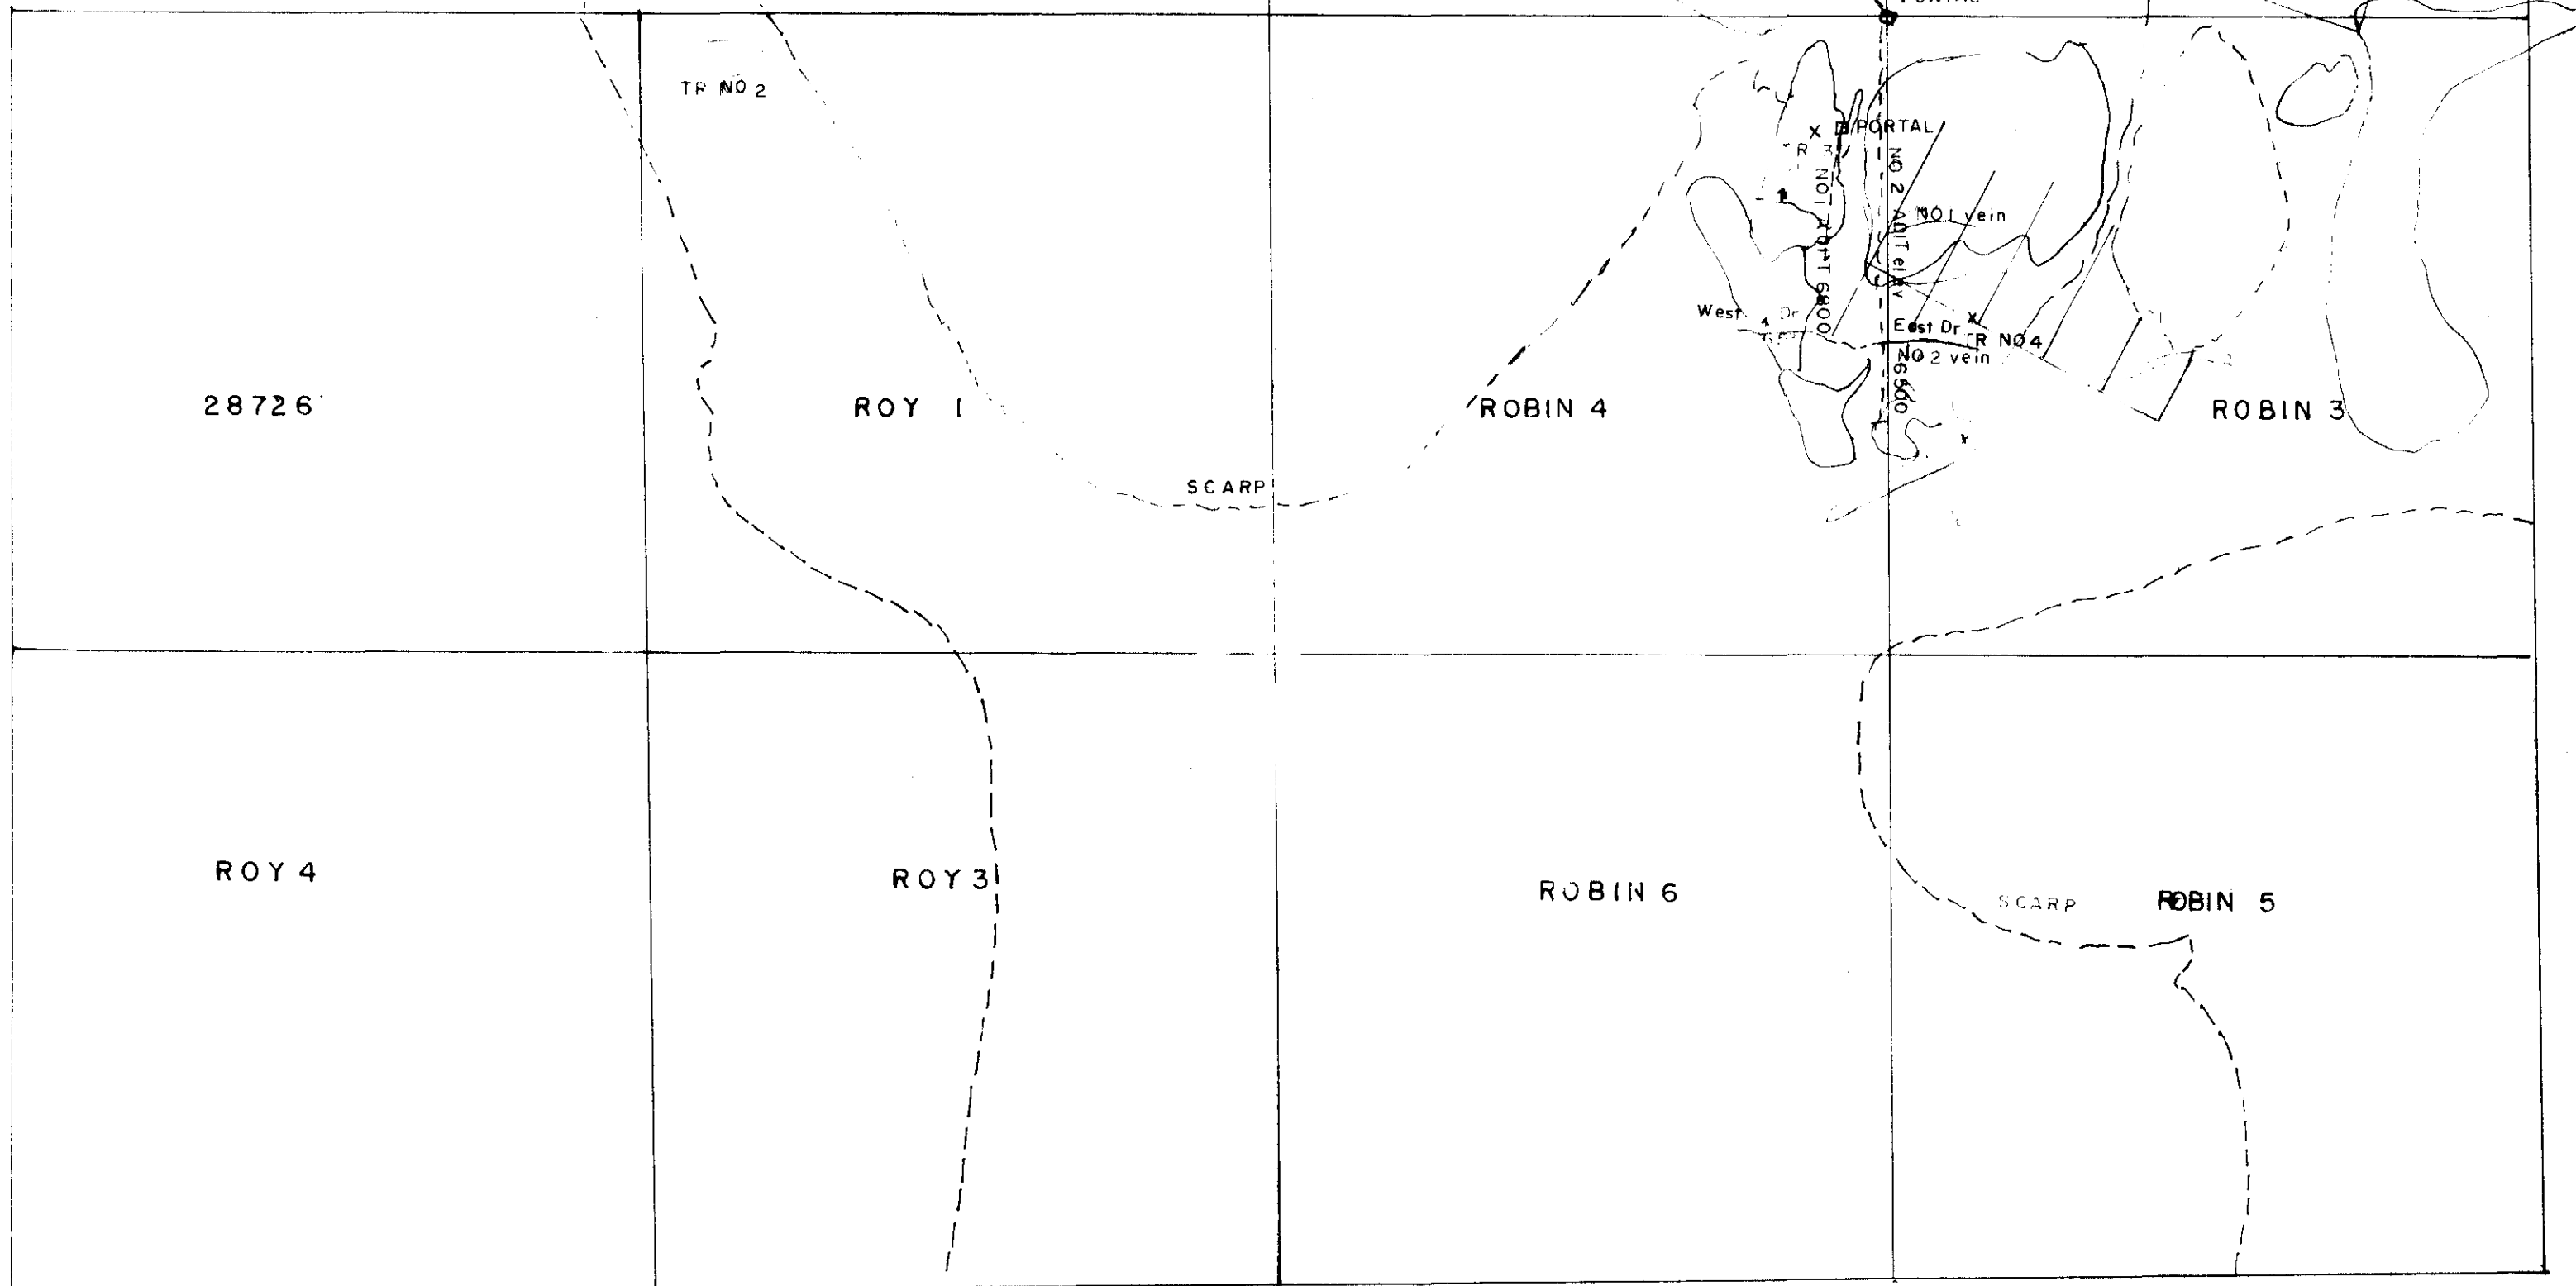 TR NO 2
PORTAL
TR 3
NO 1 ADIT 6800
NO 2 ADIT elev 6500
NO 1 vein
West Dr
East Dr
TR NO 4
NO 2 vein
28726
ROY 1
ROBIN 4
ROBIN 3
SCARP
ROY 4
ROY 3
ROBIN 6
SCARP
ROBIN 5